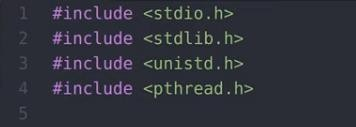 1 #include <stdio.h>
2 #include <stdlib.h>
3 #include <unistd.h>
4 #include <pthread.h>
5